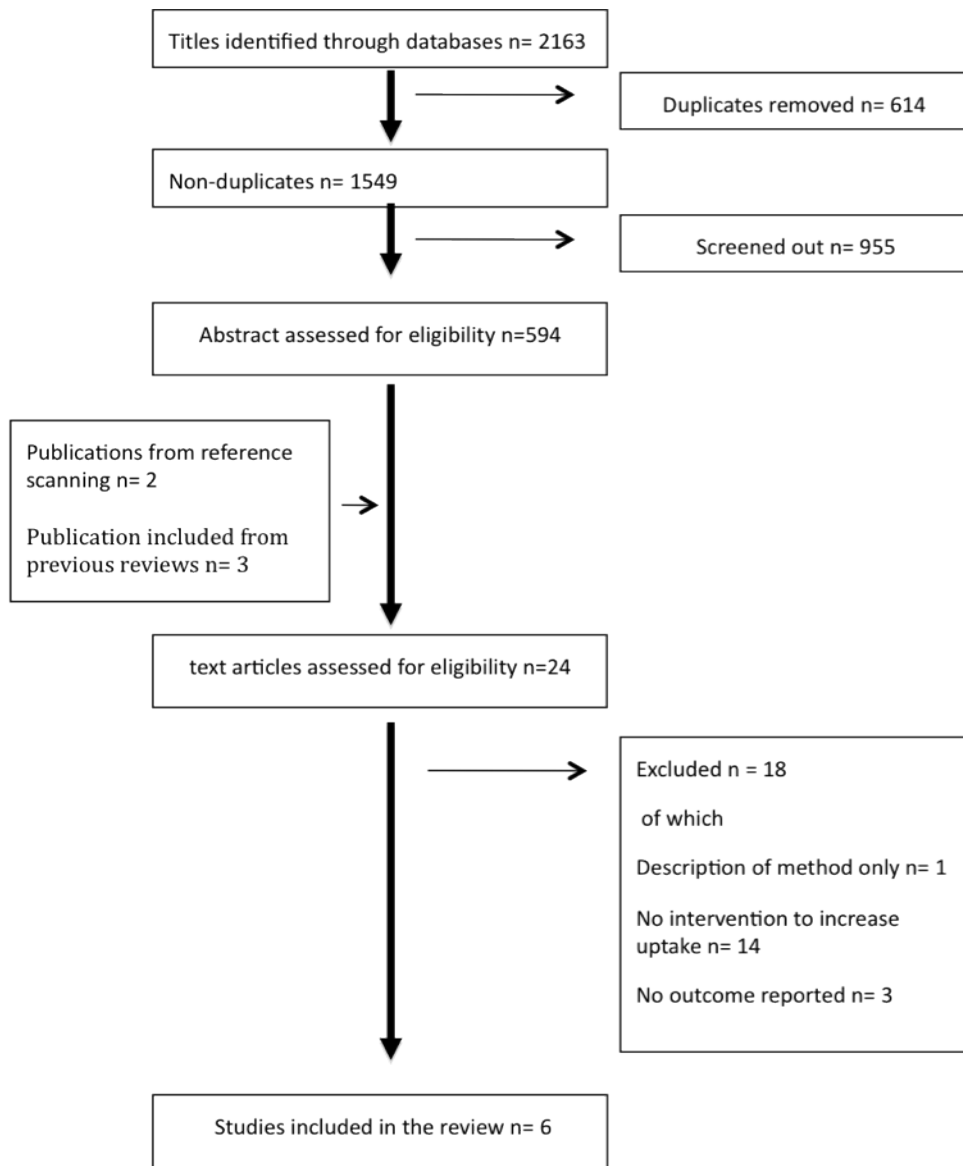 Titles identified through databases n= 2163
Duplicates removed n= 614
Non-duplicates n= 1549
Screened out n= 955
Abstract assessed for eligibility n=594
Publications from reference
scanning n= 2
Publication included from
previous reviews n= 3
text articles assessed for eligibility n=24
Excluded n = 18
of which
Description of method only n= 1
No intervention to increase
uptake n= 14
No outcome reported n= 3
Studies included in the review n= 6